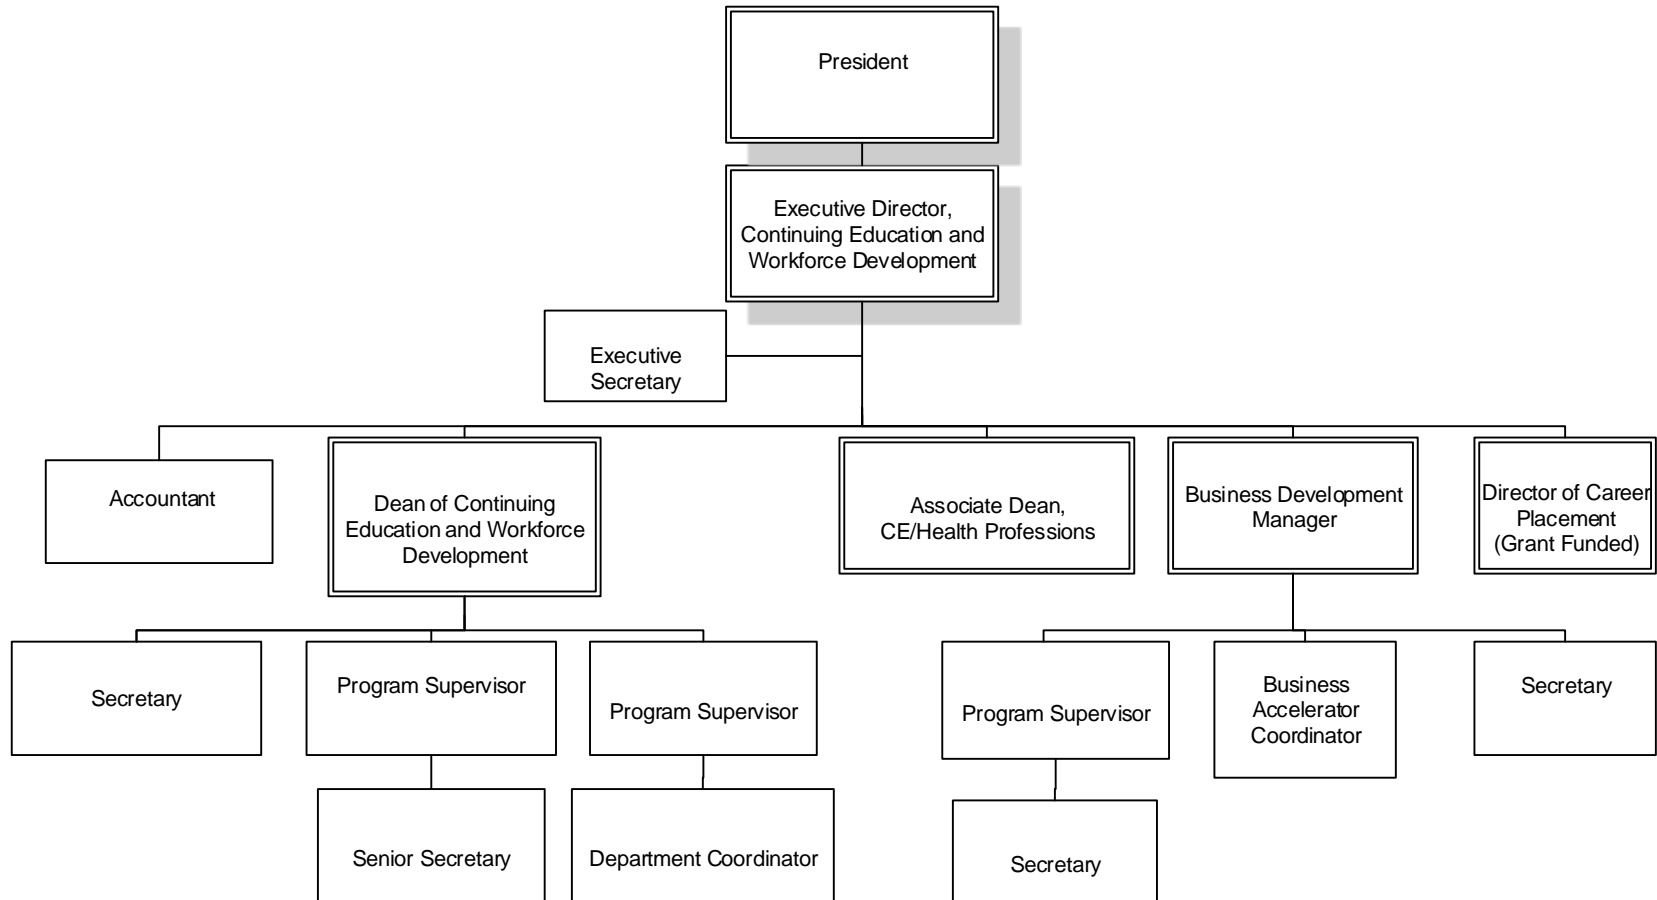 President
Executive Director,
Continuing Education and
Workforce Development
Executive
Secretary
Accountant
Dean of Continuing
Education and Workforce
Development
Associate Dean,
CE/Health Professions
Business Development
Manager
Director of Career
Placement
(Grant Funded)
Secretary
Program Supervisor
Program Supervisor
Program Supervisor
Business
Accelerator
Coordinator
Secretary
Senior Secretary
Department Coordinator
Secretary